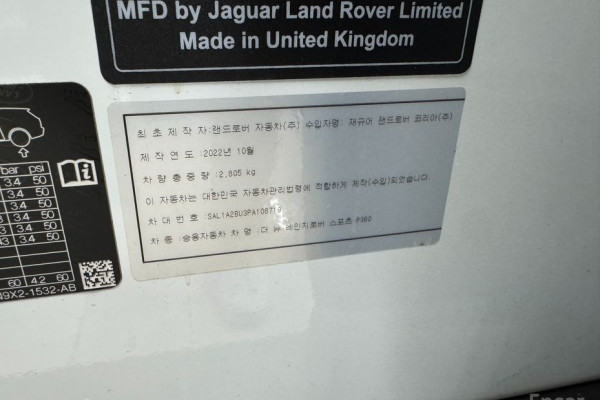 MFD by Jaguar Land Rover Limited
Made in United Kingdom
최 초 제 작 자 :랜드로버 자동차(주) 수입자명: 재규어 랜드로버 코리아(주)
제 작 연 도 :2022년 10월
차 량 총 중 량 : 2,805 kg
이 자동차는 대한민국 자동차관리법령에 적합하게 제작(수입)되었습니다.
차 대 번 호 :
차 종 : 승용자동차 차 명 : 더 뉴 레인지로버 스포츠 P360
bar psi
3.4 50
3.4 50
3.4 50
3.4 50
3.4 50
60 4.2 60
49X2-1532-AB
Encar